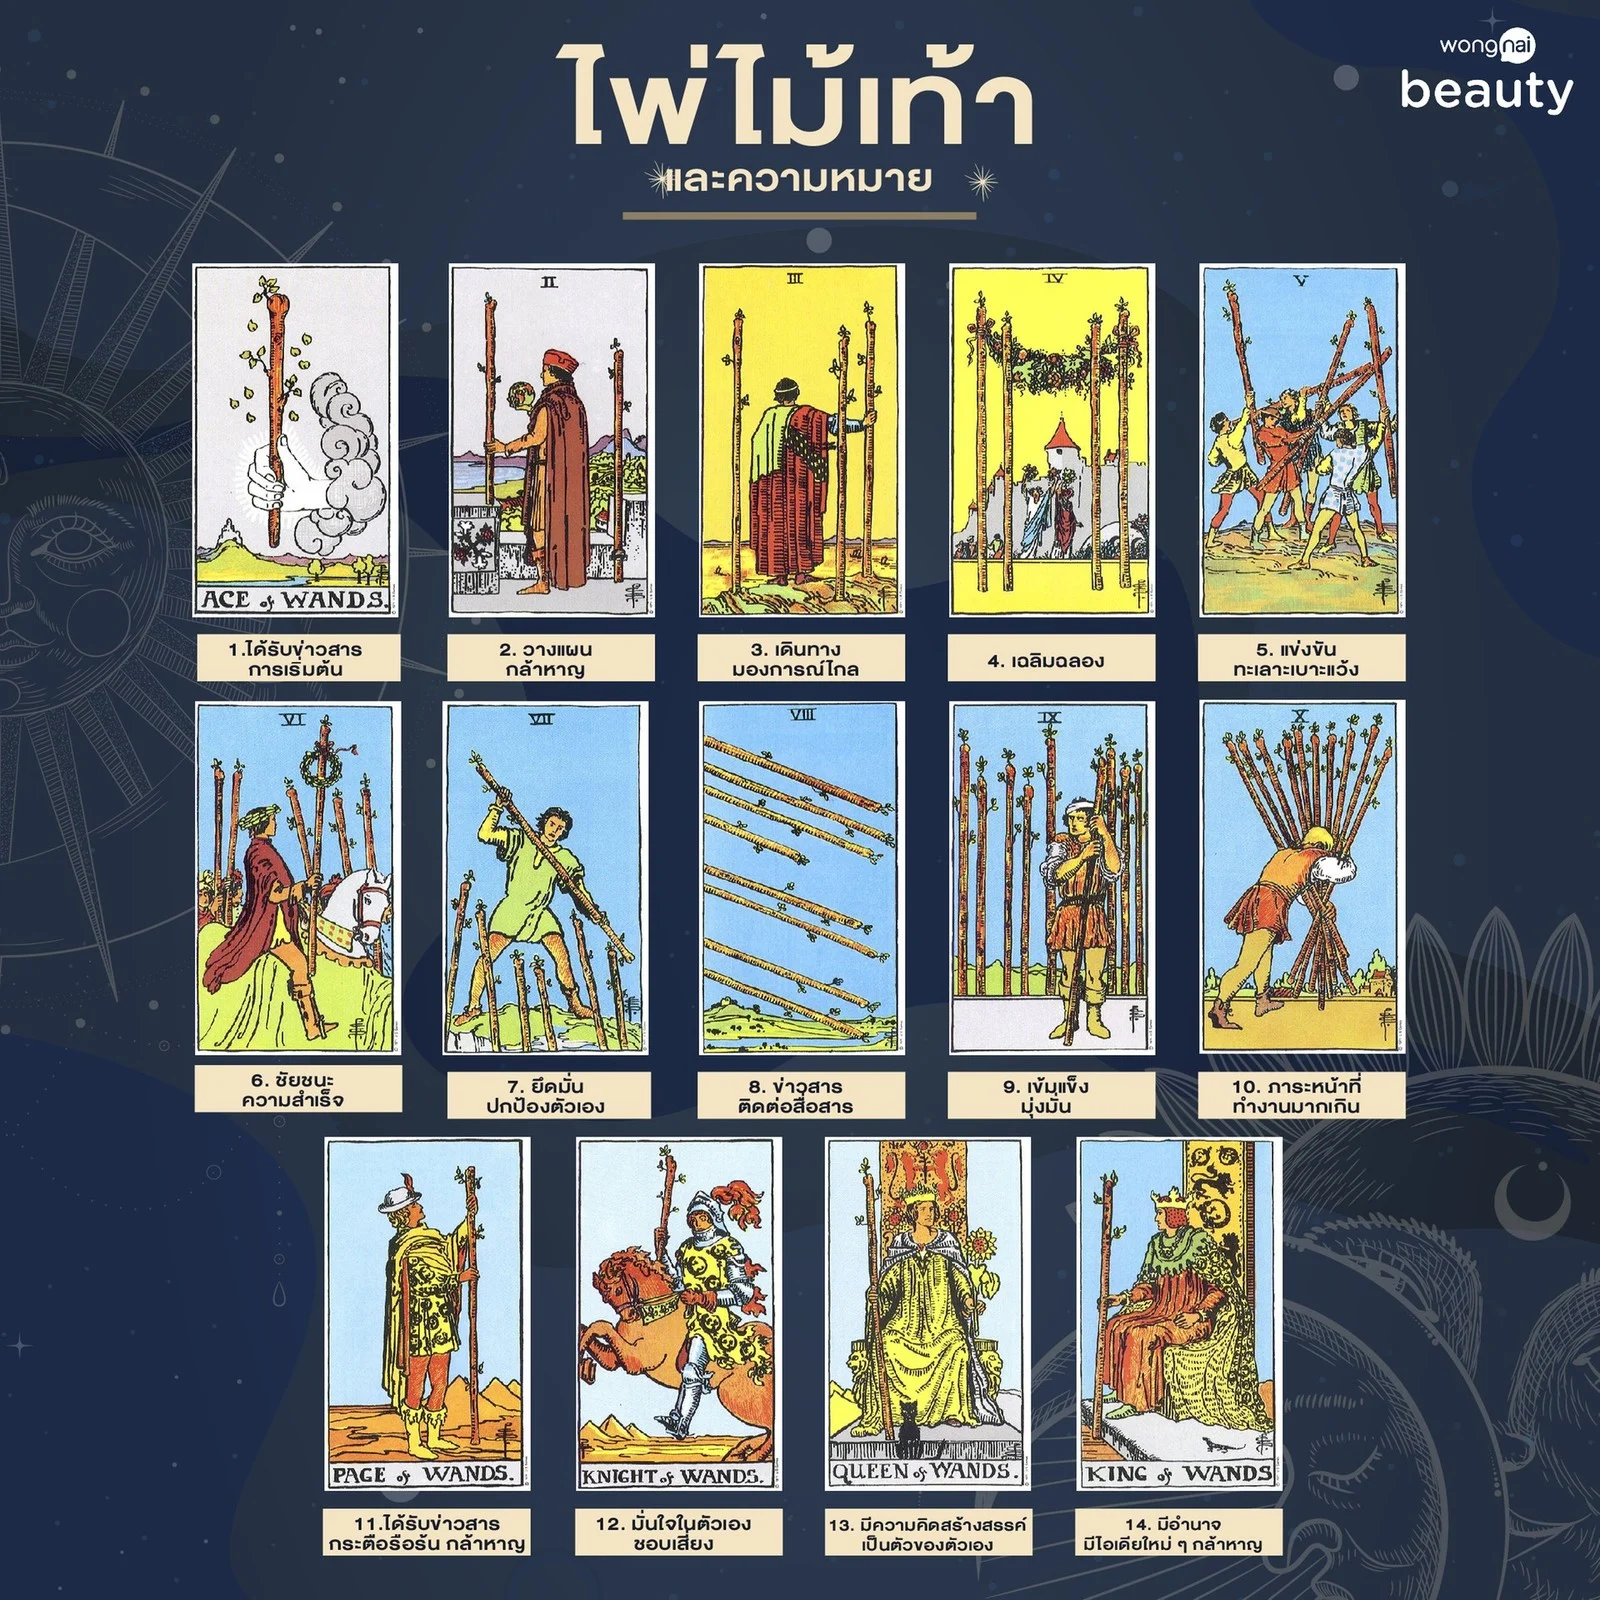 wongnai
beauty
ไพ่ไม้เท้า
และความหมาย
II
III
IV
V
ACE of WANDS.
1.ได้รับข่าวสาร
การเริ่มต้น
2. วางแผน
กล้าหาญ
3. เดินทาง
มองการณ์ไกล
4. เฉลิมฉลอง
5. แข่งขัน
ทะเลาะเบาะแว้ง
VI
VII
VIII
IX
X
6. ชัยชนะ
ความสำเร็จ
7. ยึดมั่น
ปกป้องตัวเอง
8. ข่าวสาร
ติดต่อสื่อสาร
9. เข้มแข็ง
มุ่งมั่น
10. ภาระหน้าที่
ทำงานมากเกิน
PAGE of WANDS.
KNIGHT of WANDS.
QUEEN of WANDS.
KING of WANDS
11.ได้รับข่าวสาร
กระตือรือร้น กล้าหาญ
12. มั่นใจในตัวเอง
ชอบเสี่ยง
13. มีความคิดสร้างสรรค์
เป็นตัวของตัวเอง
14. มีอำนาจ
มีไอเดียใหม่ ๆ กล้าหาญ